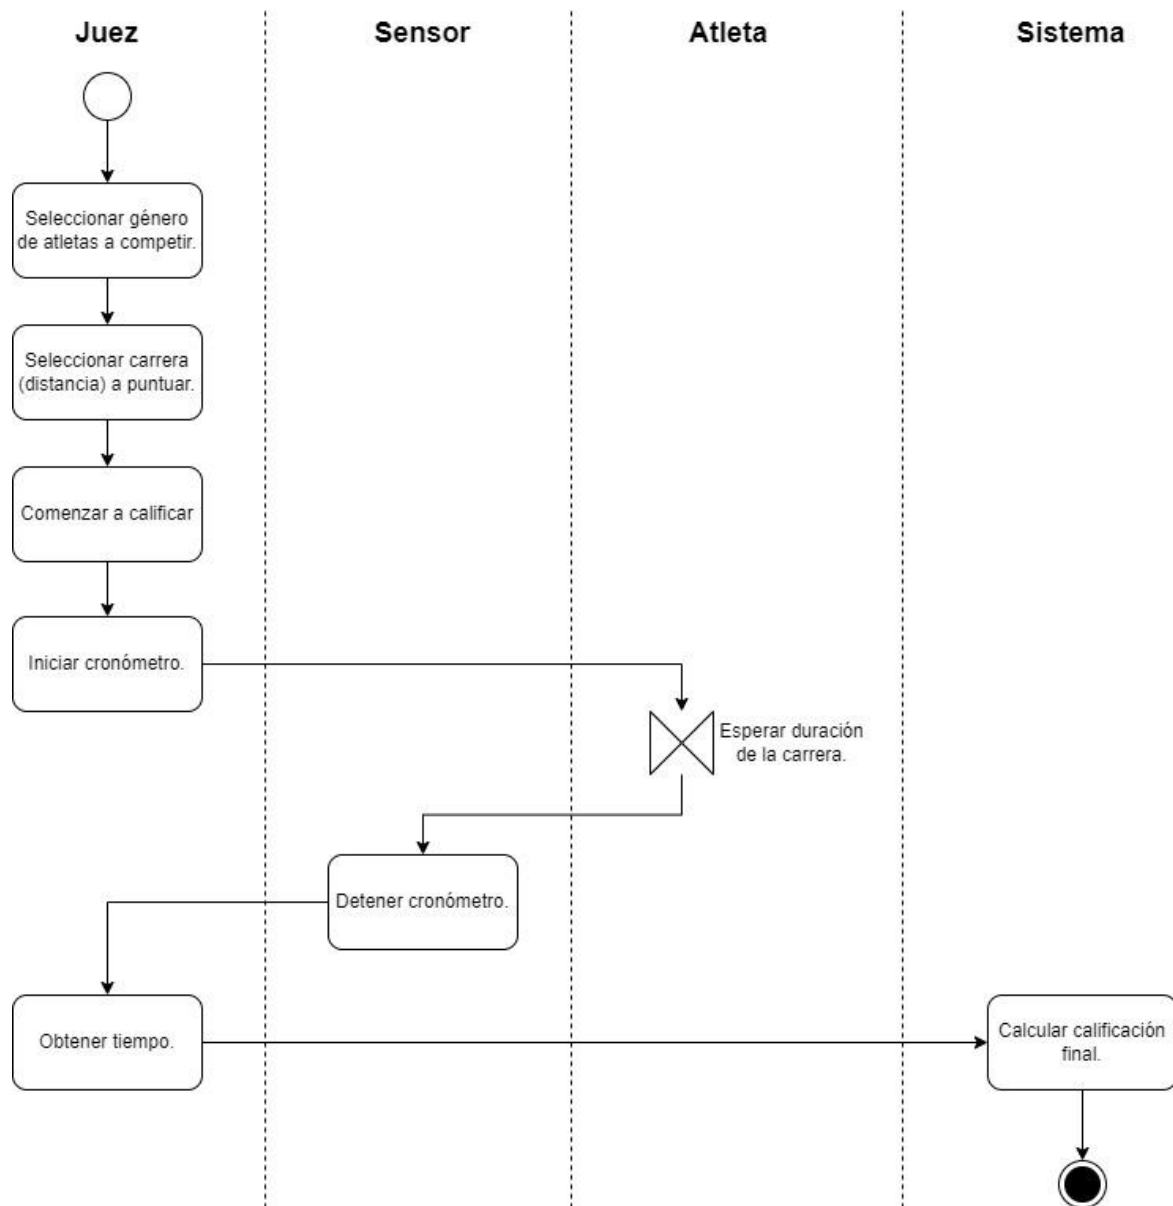 Juez
Sensor
Atleta
Sistema
Seleccionar género
de atletas a competir.
Seleccionar carrera
(distancia) a puntuar.
Comenzar a calificar
Iniciar cronómetro.
Esperar duración
de la carrera.
Detener cronómetro.
Obtener tiempo.
Calcular calificación
final.